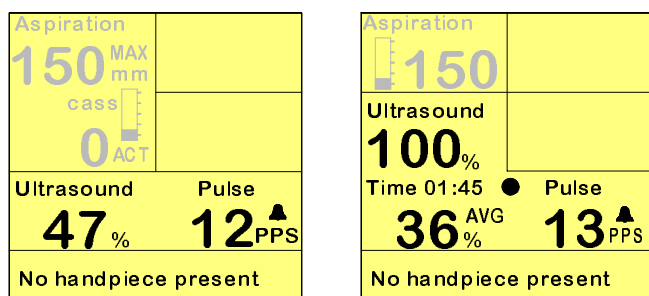 Aspiration
150 MAX mm
cass
0 ACT
Ultrasound Pulse
47 % 12 PPS
No handpiece present
Aspiration
150
Ultrasound
100 %
Time 01:45 Pulse
36 AVG % 13 PPS
No handpiece present